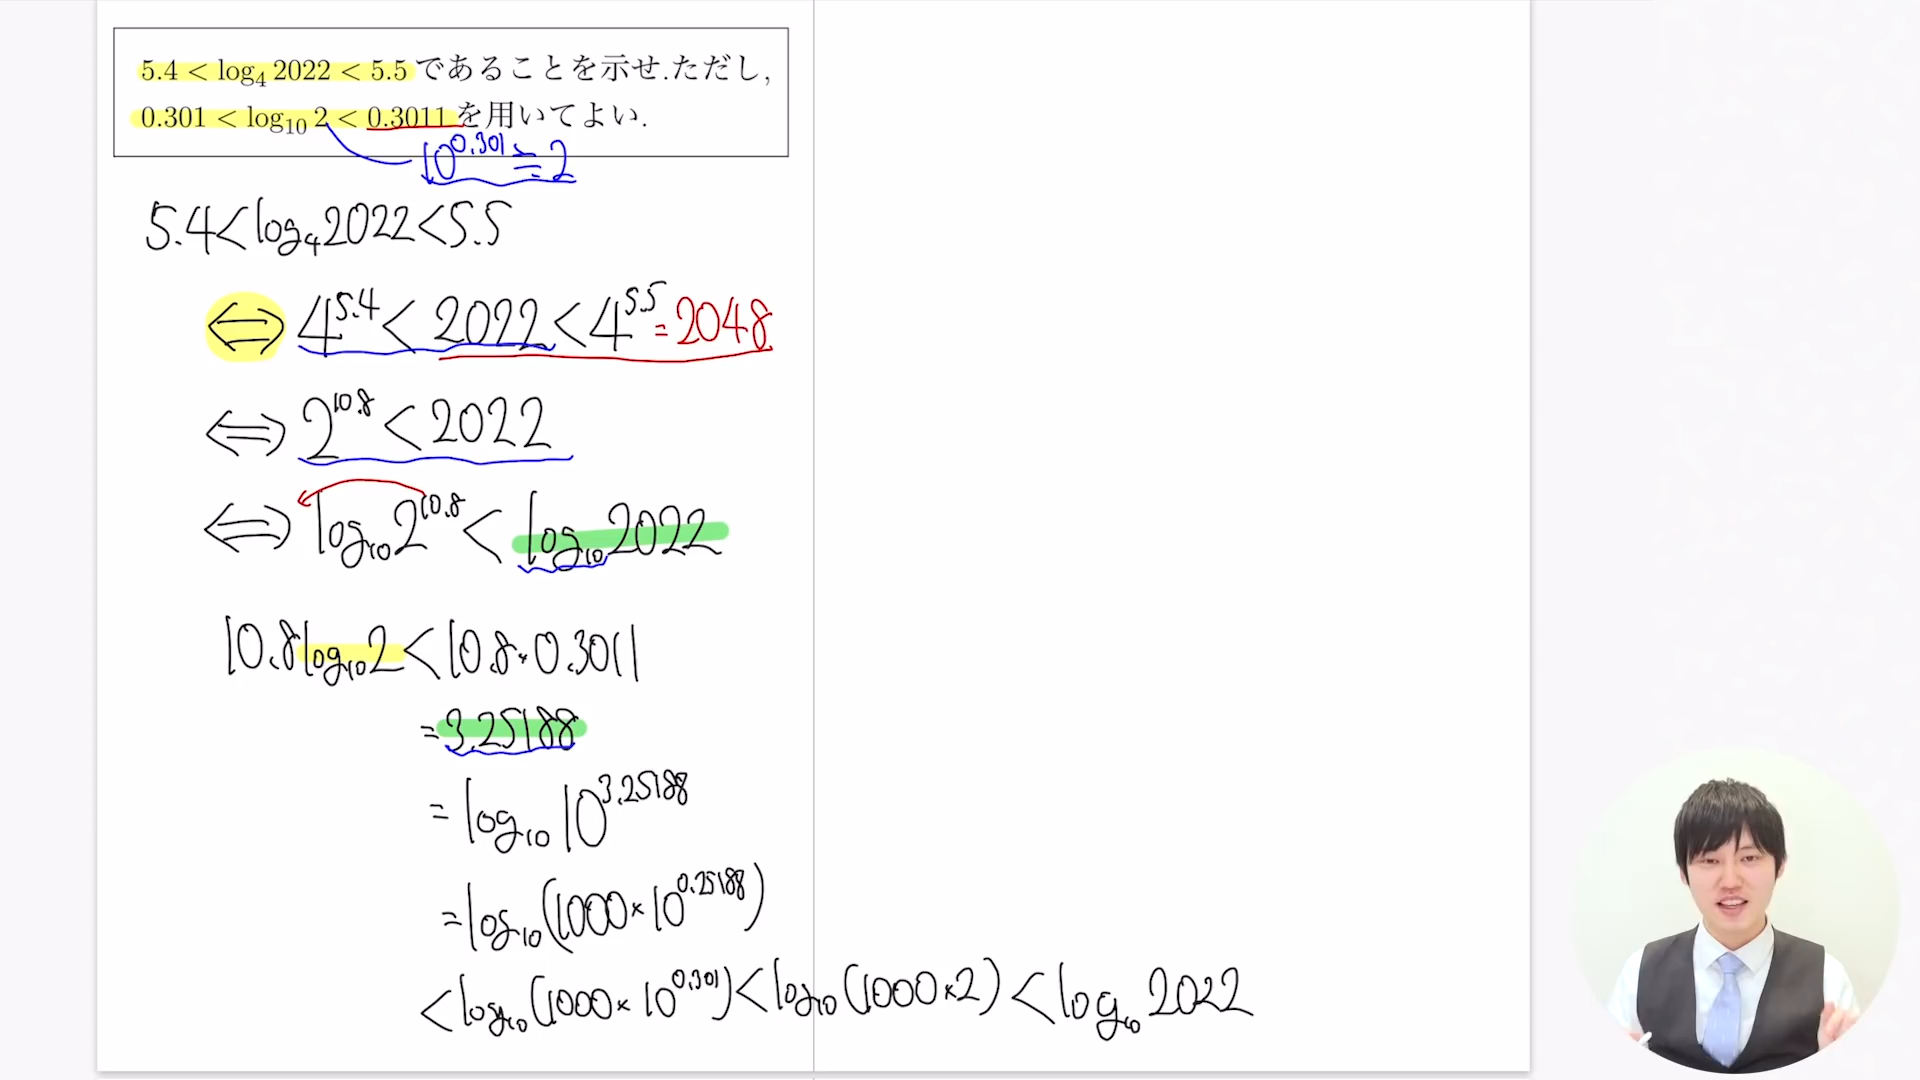 5.4 < log₄ 2022 < 5.5 であることを示せ.ただし,
0.301 < log₁₀ 2 < 0.3011 を用いてよい.
10^0.301 ≒ 2
5.4 < log₄ 2022 < 5.5
⇔ 4^5.4 < 2022 < 4^5.5 = 2048
⇔ 2^10.8 < 2022
⇔ log₁₀ 2^10.8 < log₁₀ 2022
10.8 log₁₀ 2 < 10.8・0.3011
= 3.25188
= log₁₀ 10^3.25188
= log₁₀ (1000 × 10^0.25188)
< log₁₀ (1000 × 10^0.301) < log₁₀ (1000 × 2) < log₁₀ 2022